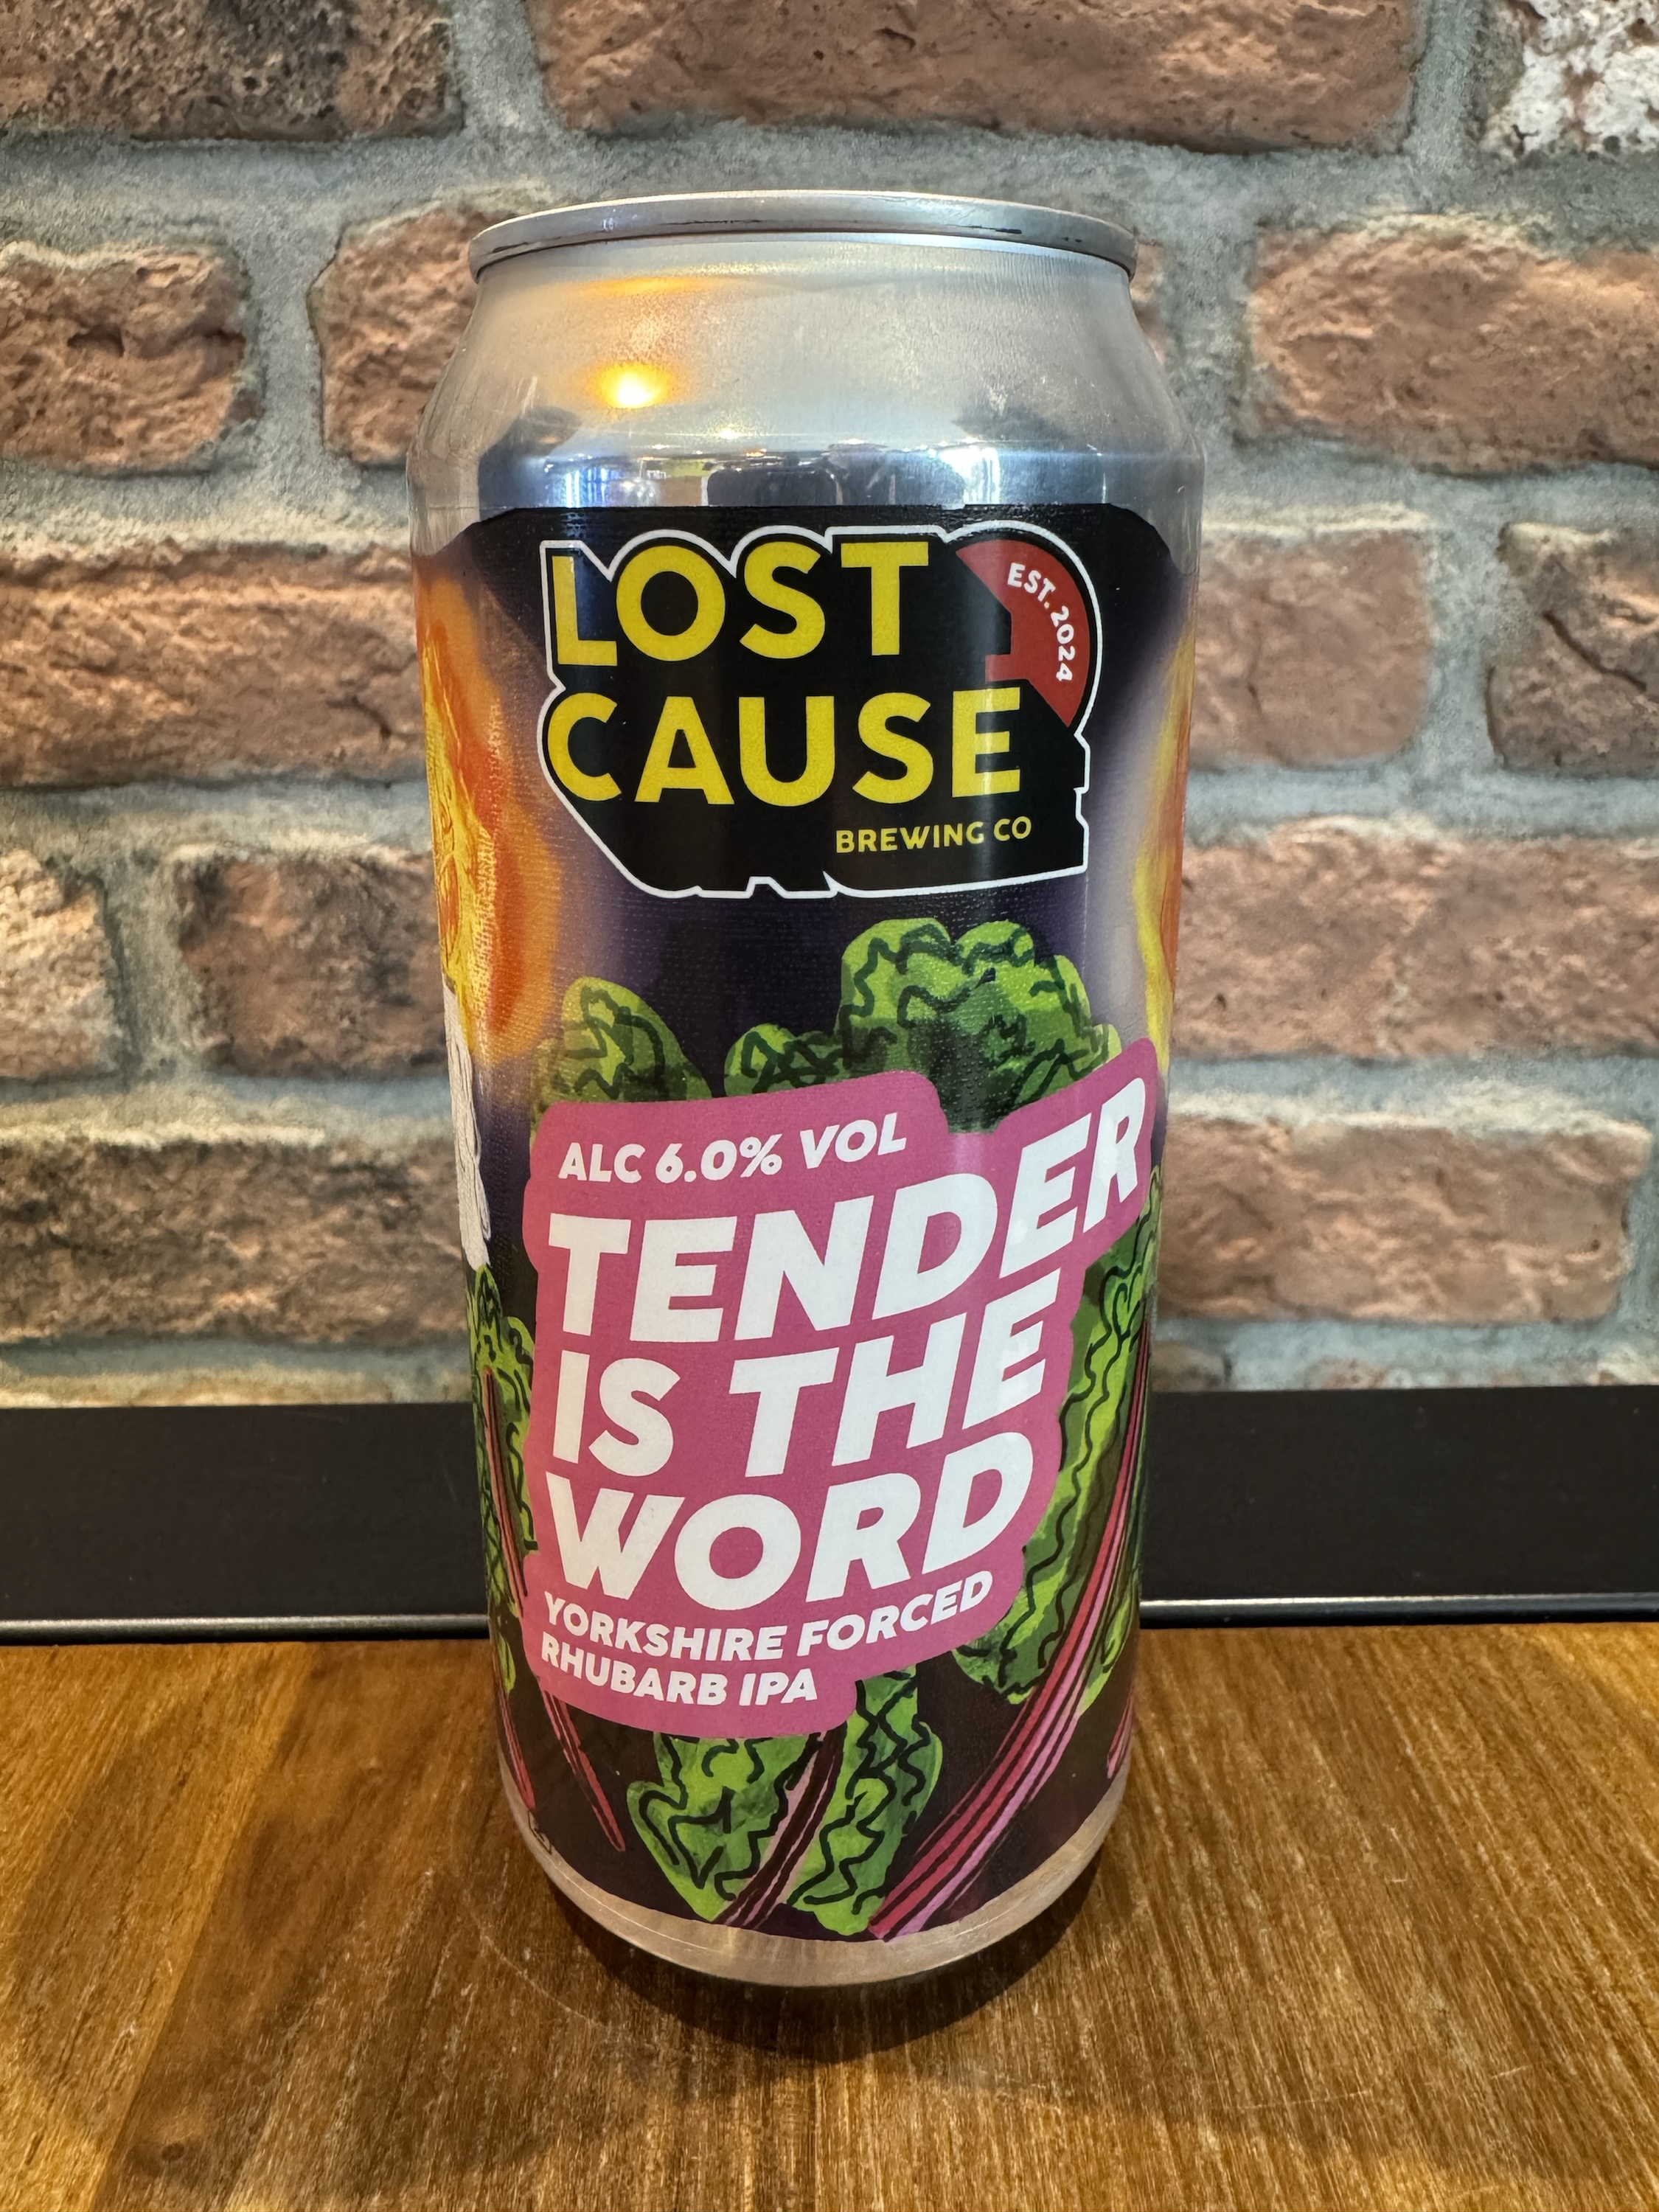 LOST
EST. 2024
CAUSE
BREWING CO
ALC 6.0% VOL
TENDER
IS THE
WORD
YORKSHIRE FORCED
RHUBARB IPA